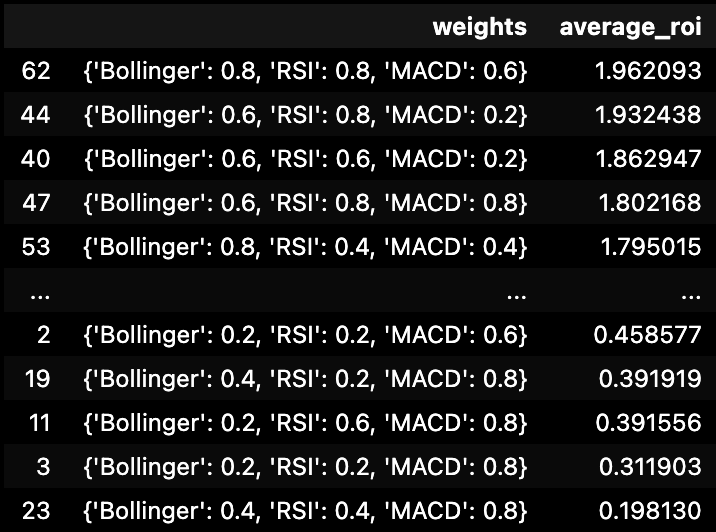 weights average_roi
62 {'Bollinger': 0.8, 'RSI': 0.8, 'MACD': 0.6} 1.962093
44 {'Bollinger': 0.6, 'RSI': 0.8, 'MACD': 0.2} 1.932438
40 {'Bollinger': 0.6, 'RSI': 0.6, 'MACD': 0.2} 1.862947
47 {'Bollinger': 0.6, 'RSI': 0.8, 'MACD': 0.8} 1.802168
53 {'Bollinger': 0.8, 'RSI': 0.4, 'MACD': 0.4} 1.795015
... ... ...
2 {'Bollinger': 0.2, 'RSI': 0.2, 'MACD': 0.6} 0.458577
19 {'Bollinger': 0.4, 'RSI': 0.2, 'MACD': 0.8} 0.391919
11 {'Bollinger': 0.2, 'RSI': 0.6, 'MACD': 0.8} 0.391556
3 {'Bollinger': 0.2, 'RSI': 0.2, 'MACD': 0.8} 0.311903
23 {'Bollinger': 0.4, 'RSI': 0.4, 'MACD': 0.8} 0.198130